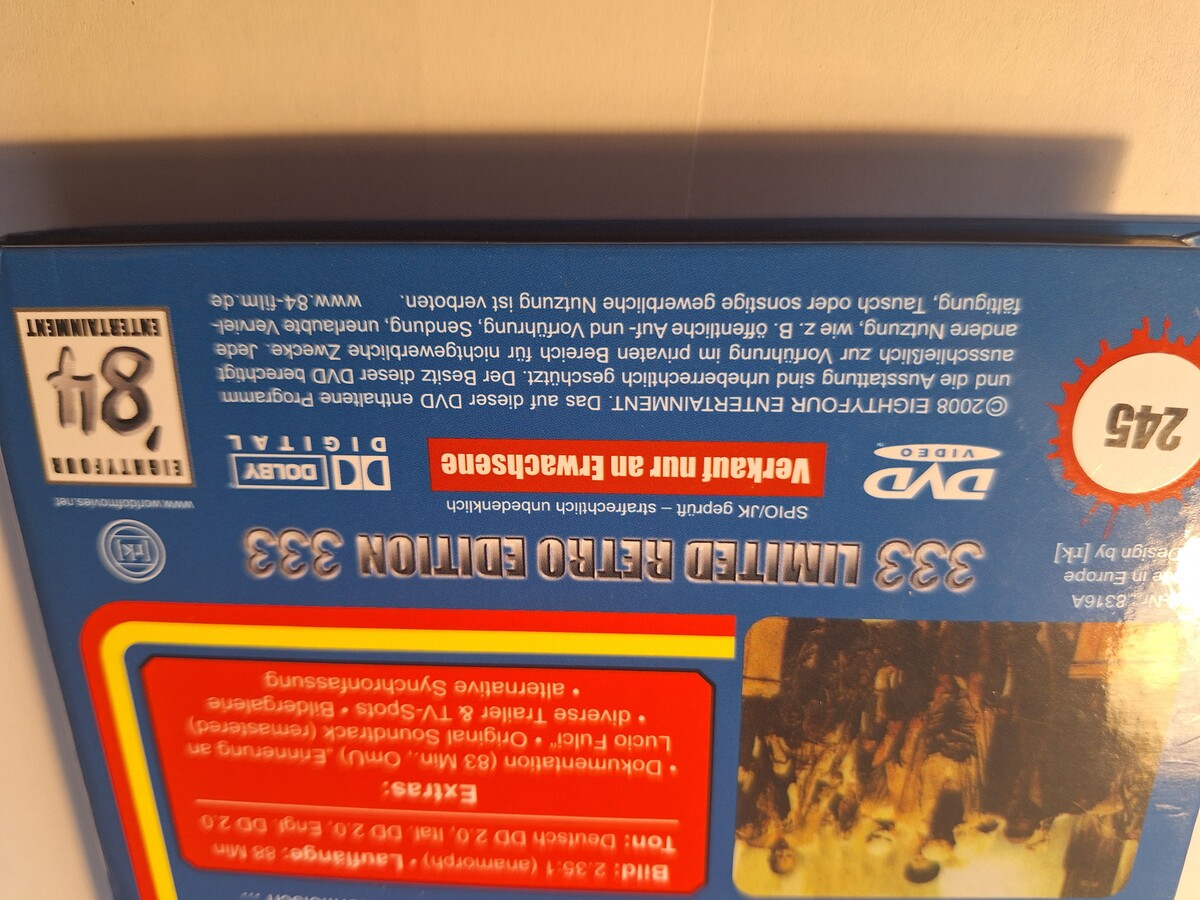 Bild: 2.35:1 (anamorph) • Lauflänge: 88 Min
Ton: Deutsch DD 2.0, Ital. DD 2.0, Engl. DD 2.0
Extras:
• Dokumentation (83 Min., OmU) „Erinnerung an
Lucio Fulci“ • Original Soundtrack (remastered)
• diverse Trailer & TV-Spots • Bildergalerie
• alternative Synchronfassung
8316A
in Europe
Design by [rk]
333 LIMITED RETRO EDITION 333
[rk]
www.worldofmovies.net
SPIO/JK geprüft – strafrechtlich unbedenklich
245
DVD
VIDEO
Verkauf nur an Erwachsene
DOLBY
DIGITAL
EIGHTYFOUR
'84
ENTERTAINMENT
©2008 EIGHTYFOUR ENTERTAINMENT. Das auf dieser DVD enthaltene Programm
und die Ausstattung sind urheberrechtlich geschützt. Der Besitz dieser DVD berechtigt
ausschließlich zur Vorführung im privaten Bereich für nichtgewerbliche Zwecke. Jede
andere Nutzung, wie z. B. öffentliche Auf- und Vorführung, Sendung, unerlaubte Verviel-
fältigung, Tausch oder sonstige gewerbliche Nutzung ist verboten. www.84-film.de